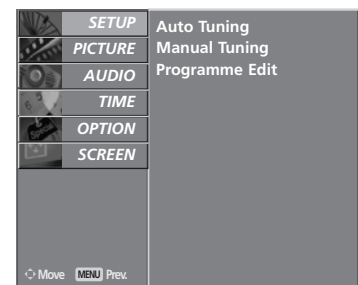 SETUP
PICTURE
AUDIO
TIME
OPTION
SCREEN
Auto Tuning
Manual Tuning
Programme Edit
Move MENU Prev.